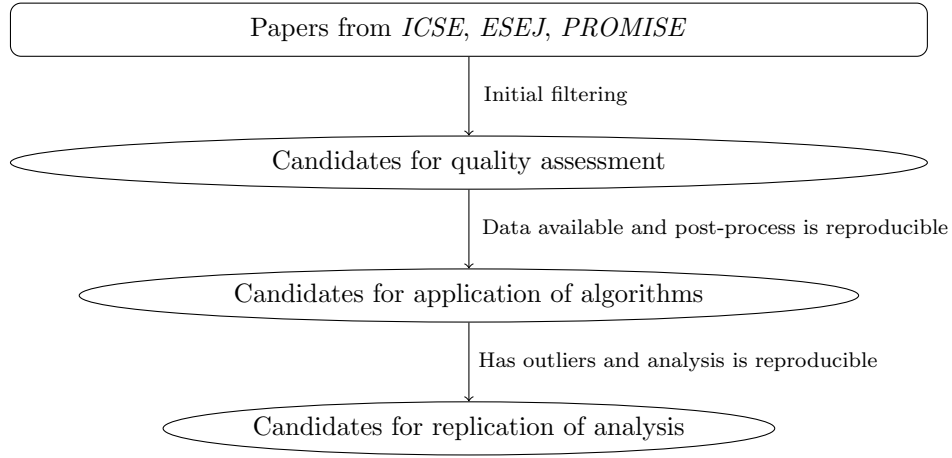 Papers from ICSE, ESEJ, PROMISE
Initial filtering
Candidates for quality assessment
Data available and post-process is reproducible
Candidates for application of algorithms
Has outliers and analysis is reproducible
Candidates for replication of analysis